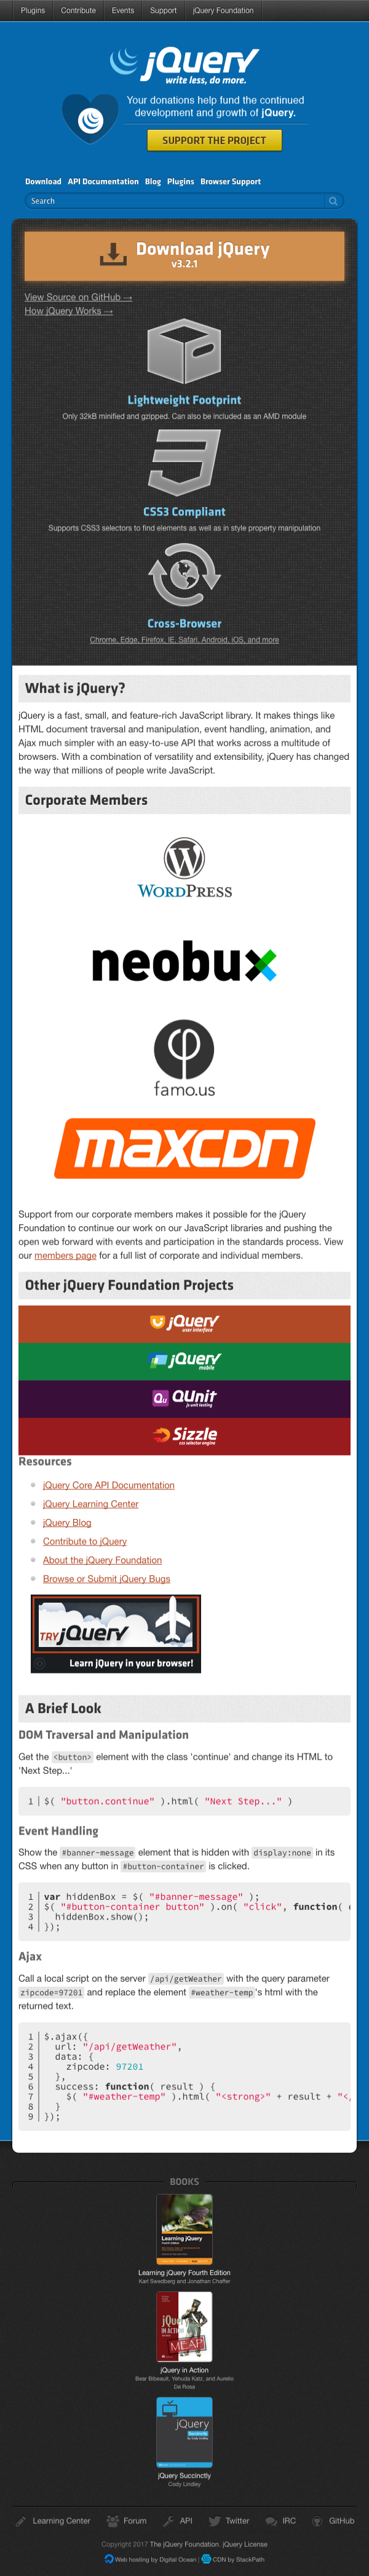 Plugins Contribute Events Support jQuery Foundation
jQuery
write less, do more.
Your donations help fund the continued
development and growth of jQuery.
SUPPORT THE PROJECT
Download API Documentation Blog Plugins Browser Support
Search
Download jQuery
v3.2.1
View Source on GitHub →
How jQuery Works →
Lightweight Footprint
Only 32kB minified and gzipped. Can also be included as an AMD module
CSS3 Compliant
Supports CSS3 selectors to find elements as well as in style property manipulation
Cross-Browser
Chrome, Edge, Firefox, IE, Safari, Android, iOS, and more
What is jQuery?
jQuery is a fast, small, and feature-rich JavaScript library. It makes things like
HTML document traversal and manipulation, event handling, animation, and
Ajax much simpler with an easy-to-use API that works across a multitude of
browsers. With a combination of versatility and extensibility, jQuery has changed
the way that millions of people write JavaScript.
Corporate Members
WORDPRESS
neobux
famo.us
maxcdn
Support from our corporate members makes it possible for the jQuery
Foundation to continue our work on our JavaScript libraries and pushing the
open web forward with events and participation in the standards process. View
our members page for a full list of corporate and individual members.
Other jQuery Foundation Projects
jQuery
user interface
jQuery
mobile
Qu QUnit
js unit testing
Sizzle
css selector engine
Resources
jQuery Core API Documentation
jQuery Learning Center
jQuery Blog
Contribute to jQuery
About the jQuery Foundation
Browse or Submit jQuery Bugs
TRY jQuery
Learn jQuery in your browser!
A Brief Look
DOM Traversal and Manipulation
Get the <button> element with the class 'continue' and change its HTML to
'Next Step...'
1 $( "button.continue" ).html( "Next Step..." )
Event Handling
Show the #banner-message element that is hidden with display:none in its
CSS when any button in #button-container is clicked.
1 var hiddenBox = $( "#banner-message" );
2 $( "#button-container button" ).on( "click", function(
3 hiddenBox.show();
4 });
Ajax
Call a local script on the server /api/getWeather with the query parameter
zipcode=97201 and replace the element #weather-temp's html with the
returned text.
1 $.ajax({
2 url: "/api/getWeather",
3 data: {
4 zipcode: 97201
5 },
6 success: function( result ) {
7 $( "#weather-temp" ).html( "<strong>" + result + "<
8 }
9 });
BOOKS
Learning jQuery
Learning jQuery Fourth Edition
Karl Swedberg and Jonathan Chaffer
jQuery
IN ACTION
MEAP
jQuery in Action
Bear Bibeault, Yehuda Katz, and Aurelio
De Rosa
jQuery
Succinctly
jQuery Succinctly
Cody Lindley
Learning Center Forum API Twitter IRC GitHub
Copyright 2017 The jQuery Foundation. jQuery License
Web hosting by Digital Ocean | CDN by StackPath